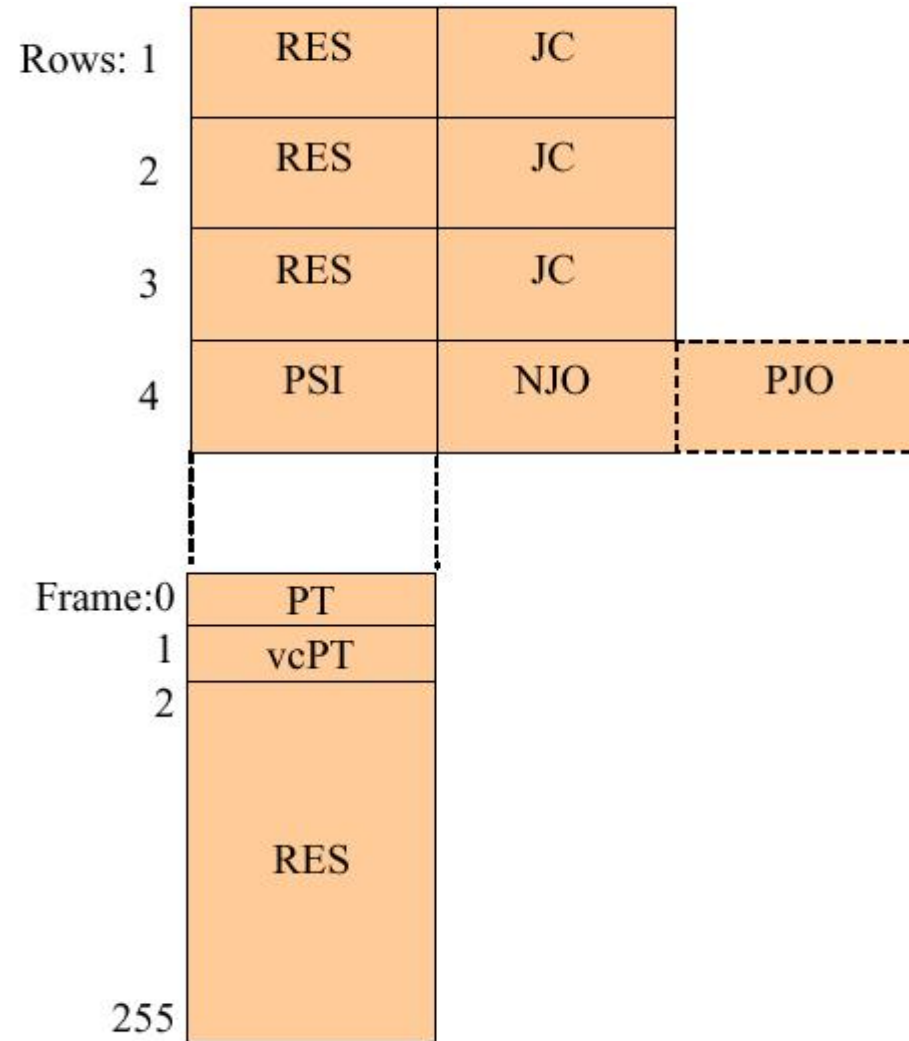 Rows: 1 RES JC
2 RES JC
3 RES JC
4 PSI NJO PJO
Frame:0 PT
1 vcPT
2
RES
255